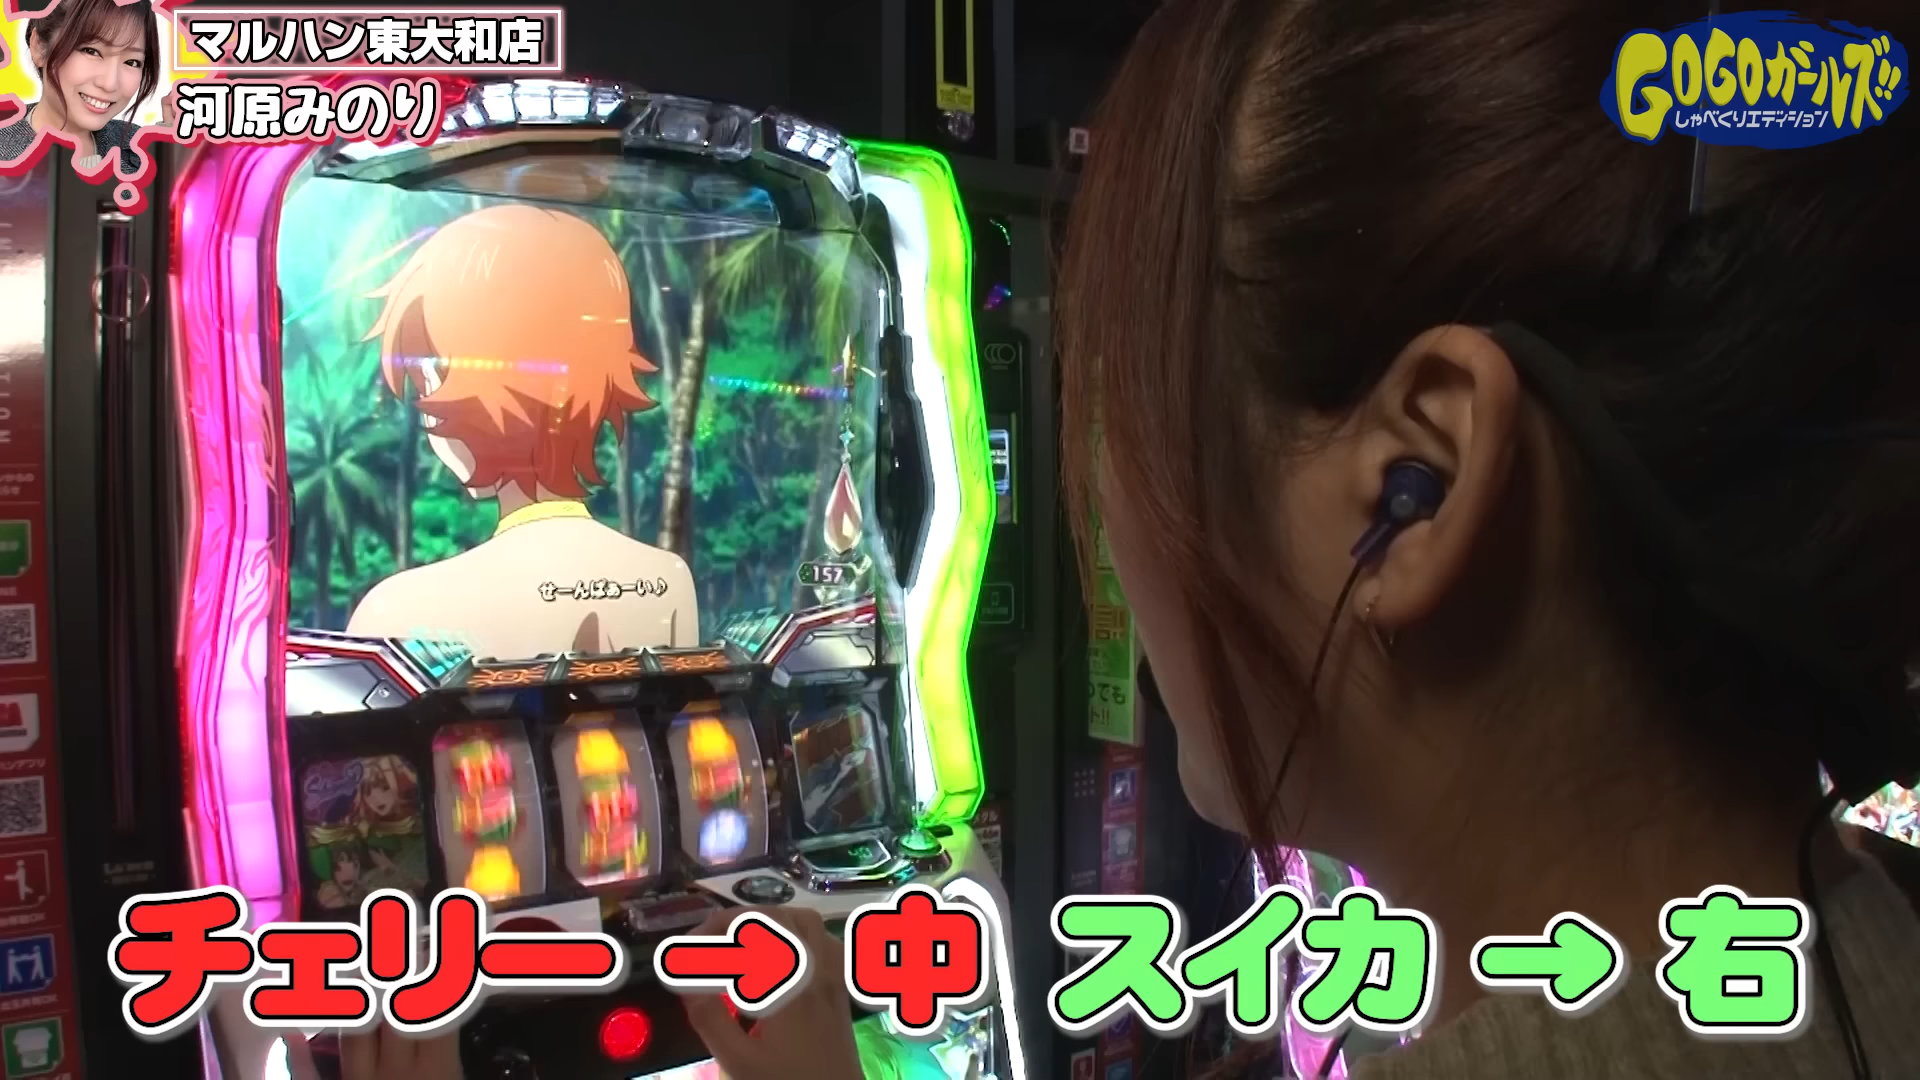 マルハン東大和店
河原みのり
GOGOガールズ!!
しゃべくりエディション
せーんぱぁーい♪
157
チェリー→中 スイカ→右